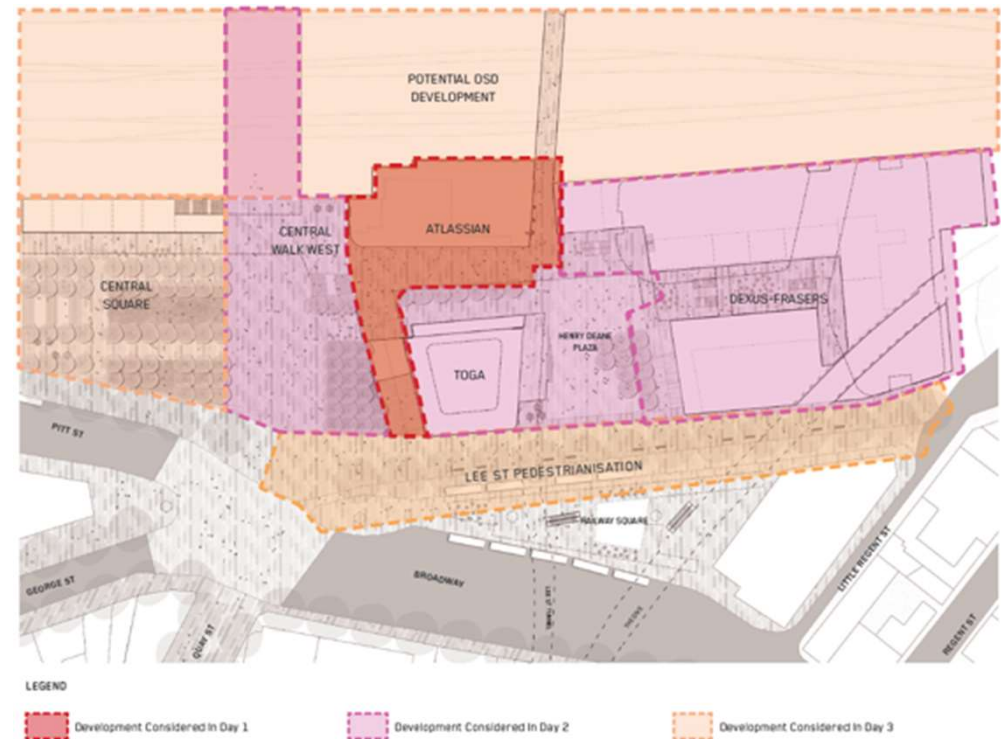 POTENTIAL OSD
DEVELOPMENT
ATLASSIAN
CENTRAL
WALK WEST
CENTRAL
SQUARE
DEXUS-FRASERS
HENRY DEANE
PLAZA
TOGA
PITT ST
LEE ST PEDESTRIANISATION
RAILWAY SQUARE
GEORGE ST
BROADWAY
LITTLE REGENT ST
QUAY ST
REGENT ST
LEGEND
Development Considered In Day 1
Development Considered In Day 2
Development Considered In Day 3